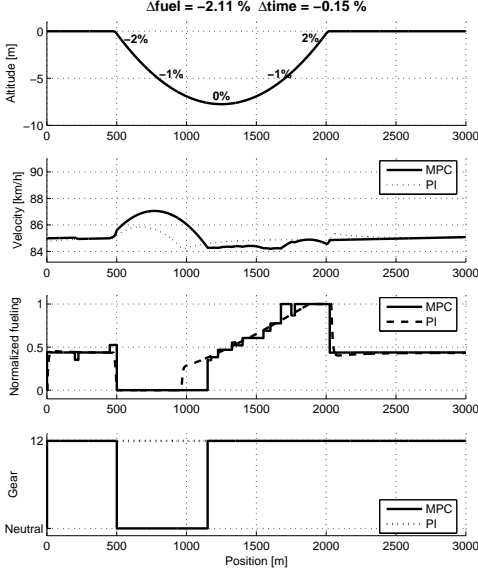 Δfuel = −2.11 % Δtime = −0.15 %
Altitude [m]
0
−5
−10
−2%
−1%
0%
−1%
2%
0 500 1000 1500 2000 2500 3000
Velocity [km/h]
90
88
86
84
MPC
PI
0 500 1000 1500 2000 2500 3000
Normalized fueling
1
0.5
0
MPC
PI
0 500 1000 1500 2000 2500 3000
Gear
12
Neutral
MPC
PI
0 500 1000 1500 2000 2500 3000
Position [m]